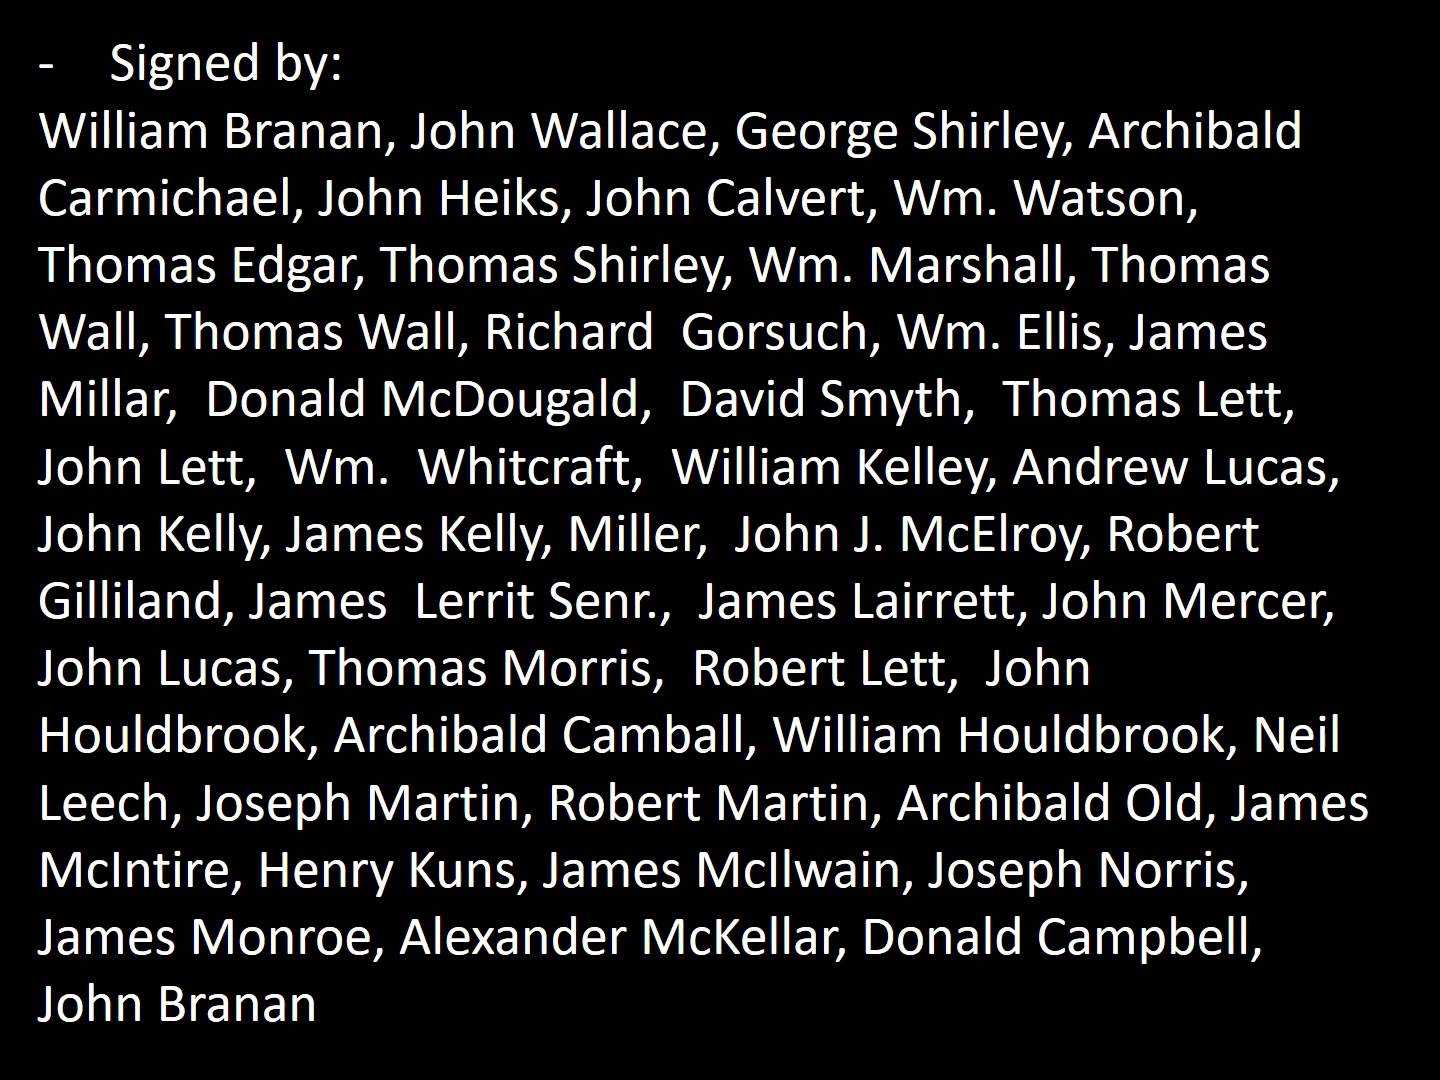 - Signed by:
William Branan, John Wallace, George Shirley, Archibald
Carmichael, John Heiks, John Calvert, Wm. Watson,
Thomas Edgar, Thomas Shirley, Wm. Marshall, Thomas
Wall, Thomas Wall, Richard  Gorsuch, Wm. Ellis, James
Millar,  Donald McDougald,  David Smyth,  Thomas Lett,
John Lett,  Wm.  Whitcraft,  William Kelley, Andrew Lucas,
John Kelly, James Kelly, Miller,  John J. McElroy, Robert
Gilliland, James  Lerrit Senr.,  James Lairrett, John Mercer,
John Lucas, Thomas Morris,  Robert Lett,  John
Houldbrook, Archibald Camball, William Houldbrook, Neil
Leech, Joseph Martin, Robert Martin, Archibald Old, James
McIntire, Henry Kuns, James McIlwain, Joseph Norris,
James Monroe, Alexander McKellar, Donald Campbell,
John Branan